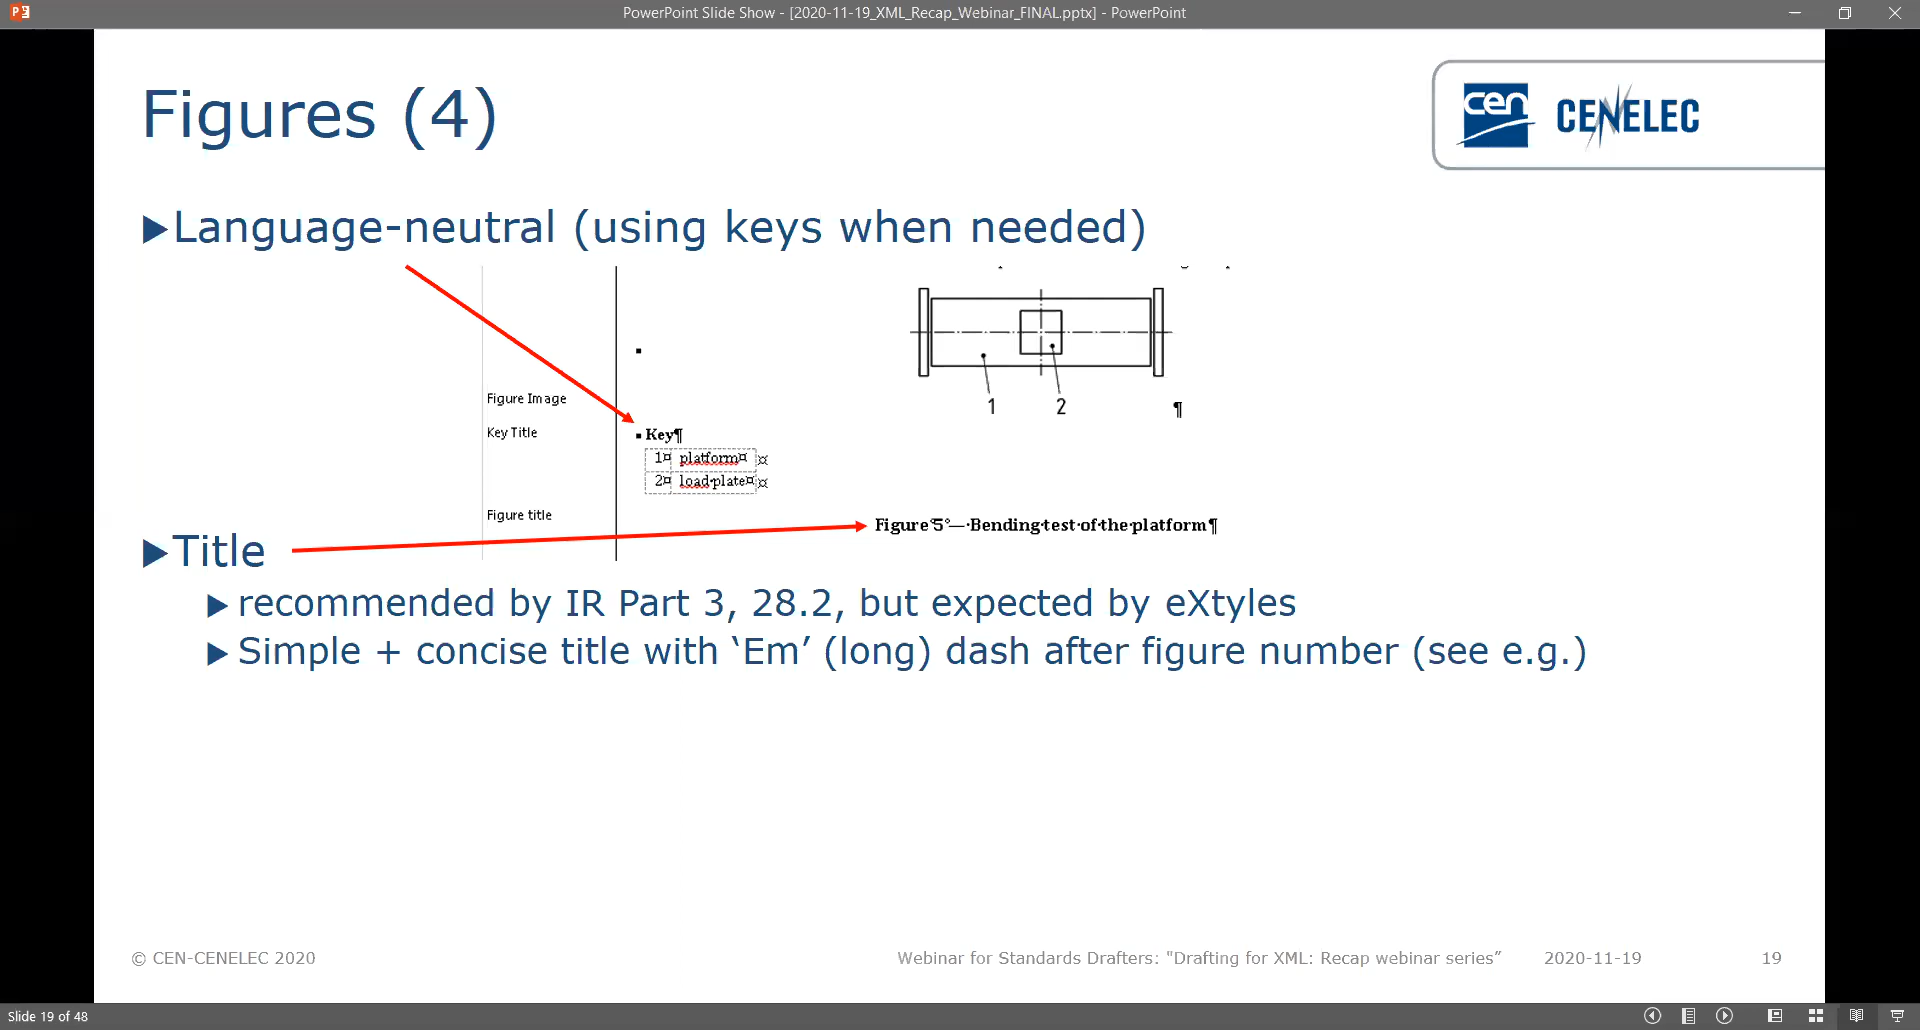 PowerPoint Slide Show - [2020-11-19_XML_Recap_Webinar_FINAL.pptx] - PowerPoint
Figures (4)
cen
CENELEC
▶Language-neutral (using keys when needed)
1 2 ¶
Figure Image
Key Title
▪ Key¶
1¤ platform¤ ¤
2¤ load·plate¤ ¤
Figure title
Figure°5°—·Bending·test·of·the·platform¶
▶Title
▶ recommended by IR Part 3, 28.2, but expected by eXtyles
▶ Simple + concise title with ‘Em’ (long) dash after figure number (see e.g.)
© CEN-CENELEC 2020
Webinar for Standards Drafters: "Drafting for XML: Recap webinar series”
2020-11-19
19
Slide 19 of 48